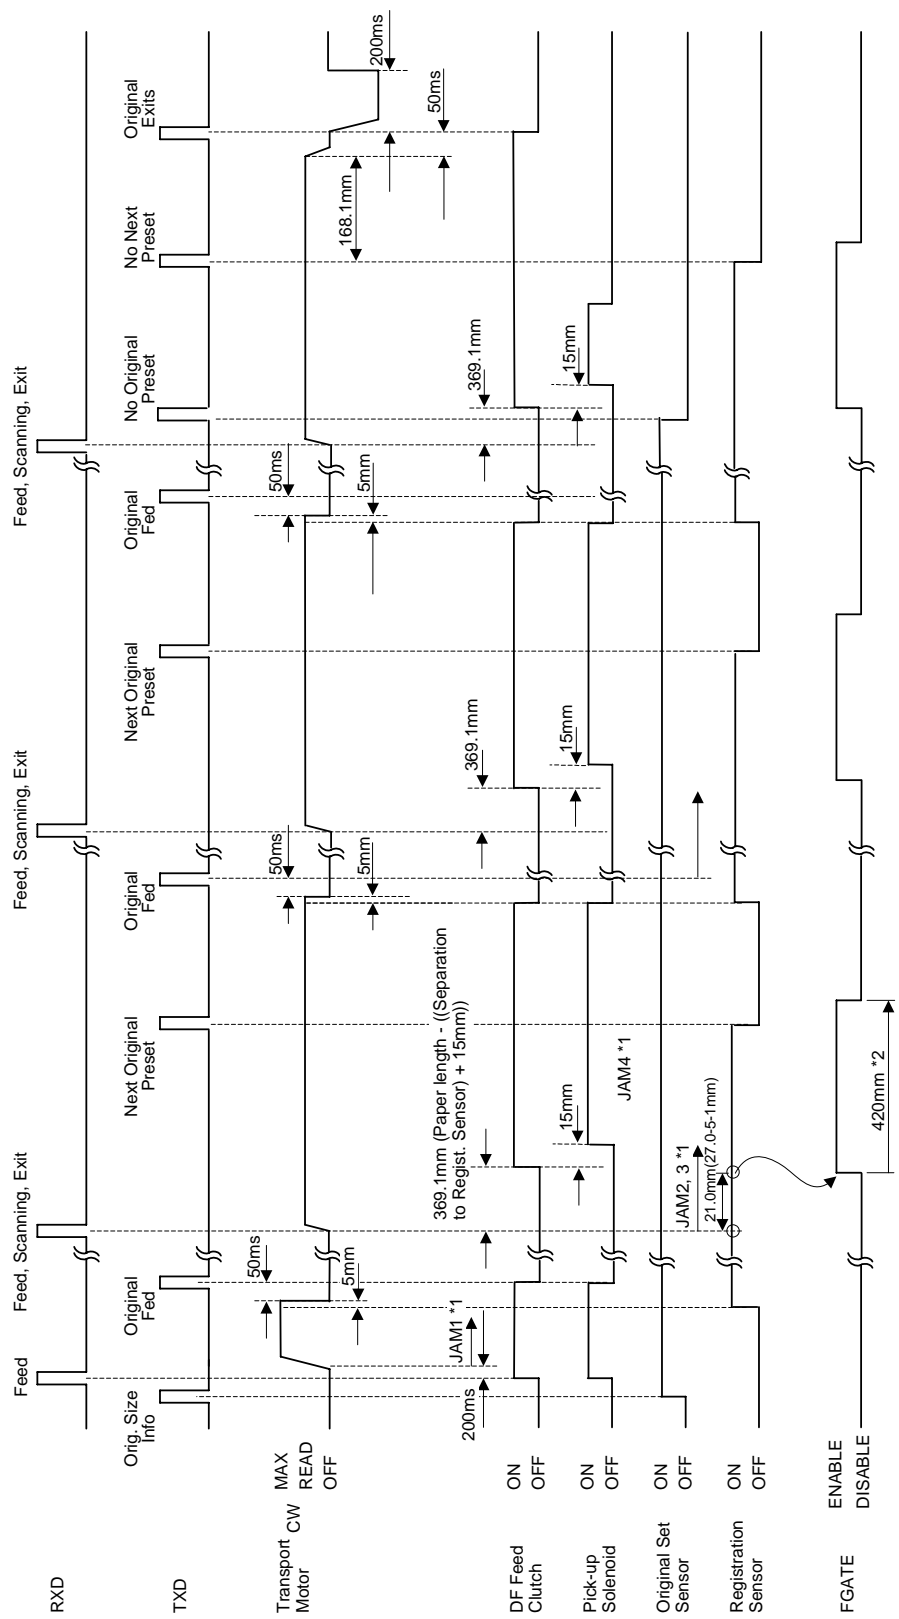 RXD
Feed
Feed, Scanning, Exit
Feed, Scanning, Exit
Feed, Scanning, Exit
TXD
Orig. Size
Info
Original
Fed
Next Original
Preset
Original
Fed
Next Original
Preset
Original
Fed
No Original
Preset
No Next
Preset
Original
Exits
Transport
Motor
CW
MAX
READ
OFF
50ms
5mm
50ms
5mm
50ms
5mm
168.1mm
50ms
200ms
200ms
JAM1 *1
369.1mm (Paper length - ((Separation
to Regist. Sensor) + 15mm))
369.1mm
369.1mm
DF Feed
Clutch
ON
OFF
Pick-up
Solenoid
ON
OFF
15mm
15mm
15mm
JAM4 *1
Original Set
Sensor
ON
OFF
JAM2, 3 *1
21.0mm(27.0-5-1mm)
Registration
Sensor
ON
OFF
FGATE
ENABLE
DISABLE
420mm *2